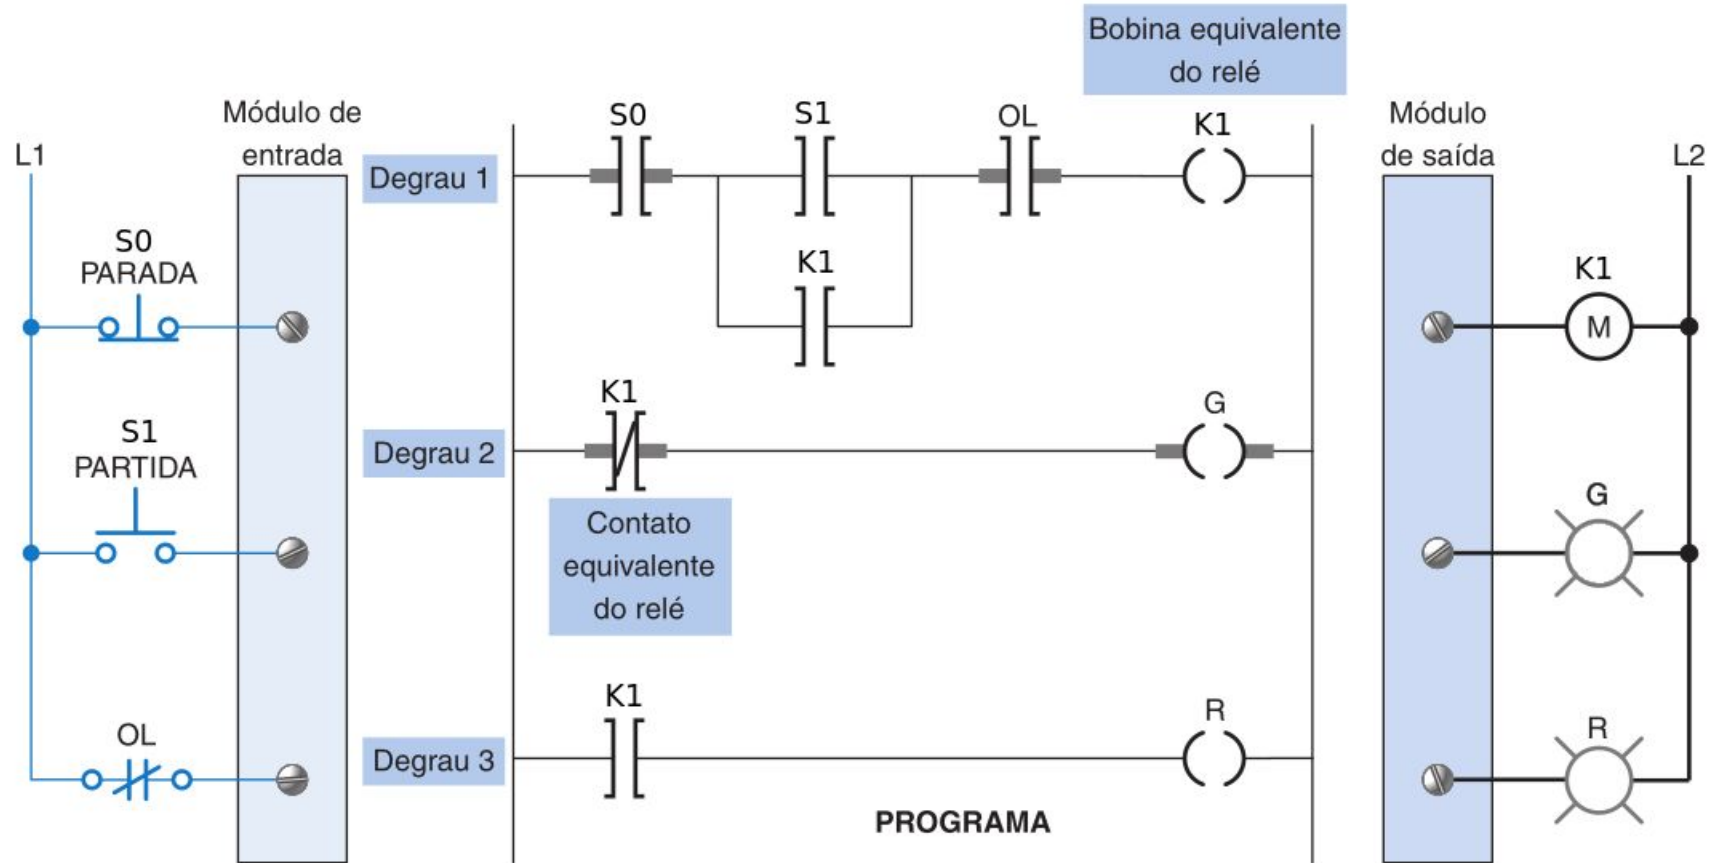 Bobina equivalente
do relé
Módulo de
entrada
L1
S0
S1
OL
K1
Módulo
de saída
L2
Degrau 1
S0
PARADA
K1
K1
M
K1
G
S1
PARTIDA
Degrau 2
Contato
equivalente
do relé
G
K1
R
OL
Degrau 3
R
PROGRAMA